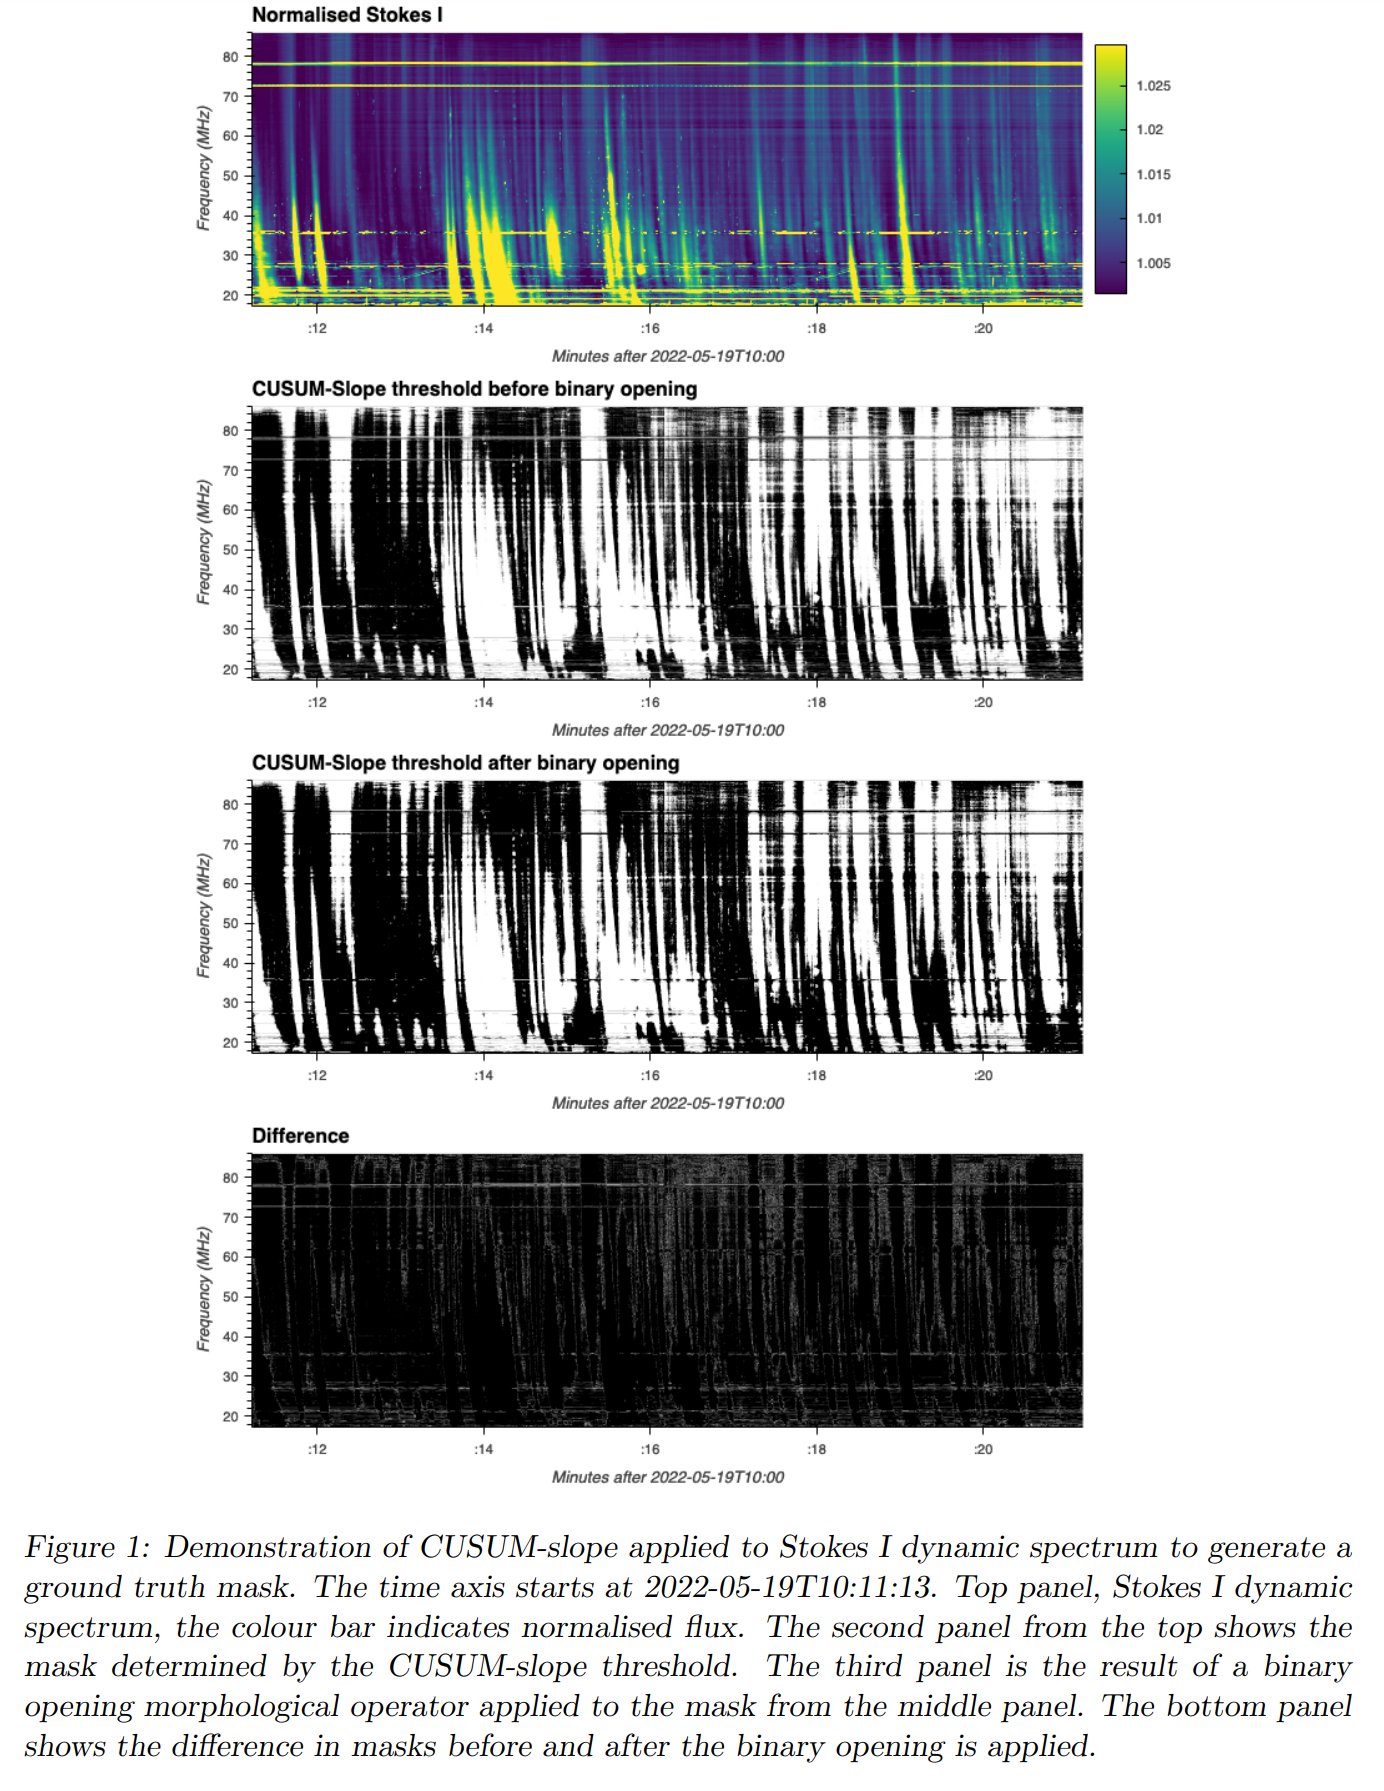 Normalised Stokes I
Frequency (MHz)
80
70
60
50
40
30
20
:12
:14
:16
:18
:20
Minutes after 2022-05-19T10:00
1.025
1.02
1.015
1.01
1.005
CUSUM-Slope threshold before binary opening
Frequency (MHz)
80
70
60
50
40
30
20
:12
:14
:16
:18
:20
Minutes after 2022-05-19T10:00
CUSUM-Slope threshold after binary opening
Frequency (MHz)
80
70
60
50
40
30
20
:12
:14
:16
:18
:20
Minutes after 2022-05-19T10:00
Difference
Frequency (MHz)
80
70
60
50
40
30
20
:12
:14
:16
:18
:20
Minutes after 2022-05-19T10:00
Figure 1: Demonstration of CUSUM-slope applied to Stokes I dynamic spectrum to generate a
ground truth mask. The time axis starts at 2022-05-19T10:11:13. Top panel, Stokes I dynamic
spectrum, the colour bar indicates normalised flux. The second panel from the top shows the
mask determined by the CUSUM-slope threshold. The third panel is the result of a binary
opening morphological operator applied to the mask from the middle panel. The bottom panel
shows the difference in masks before and after the binary opening is applied.